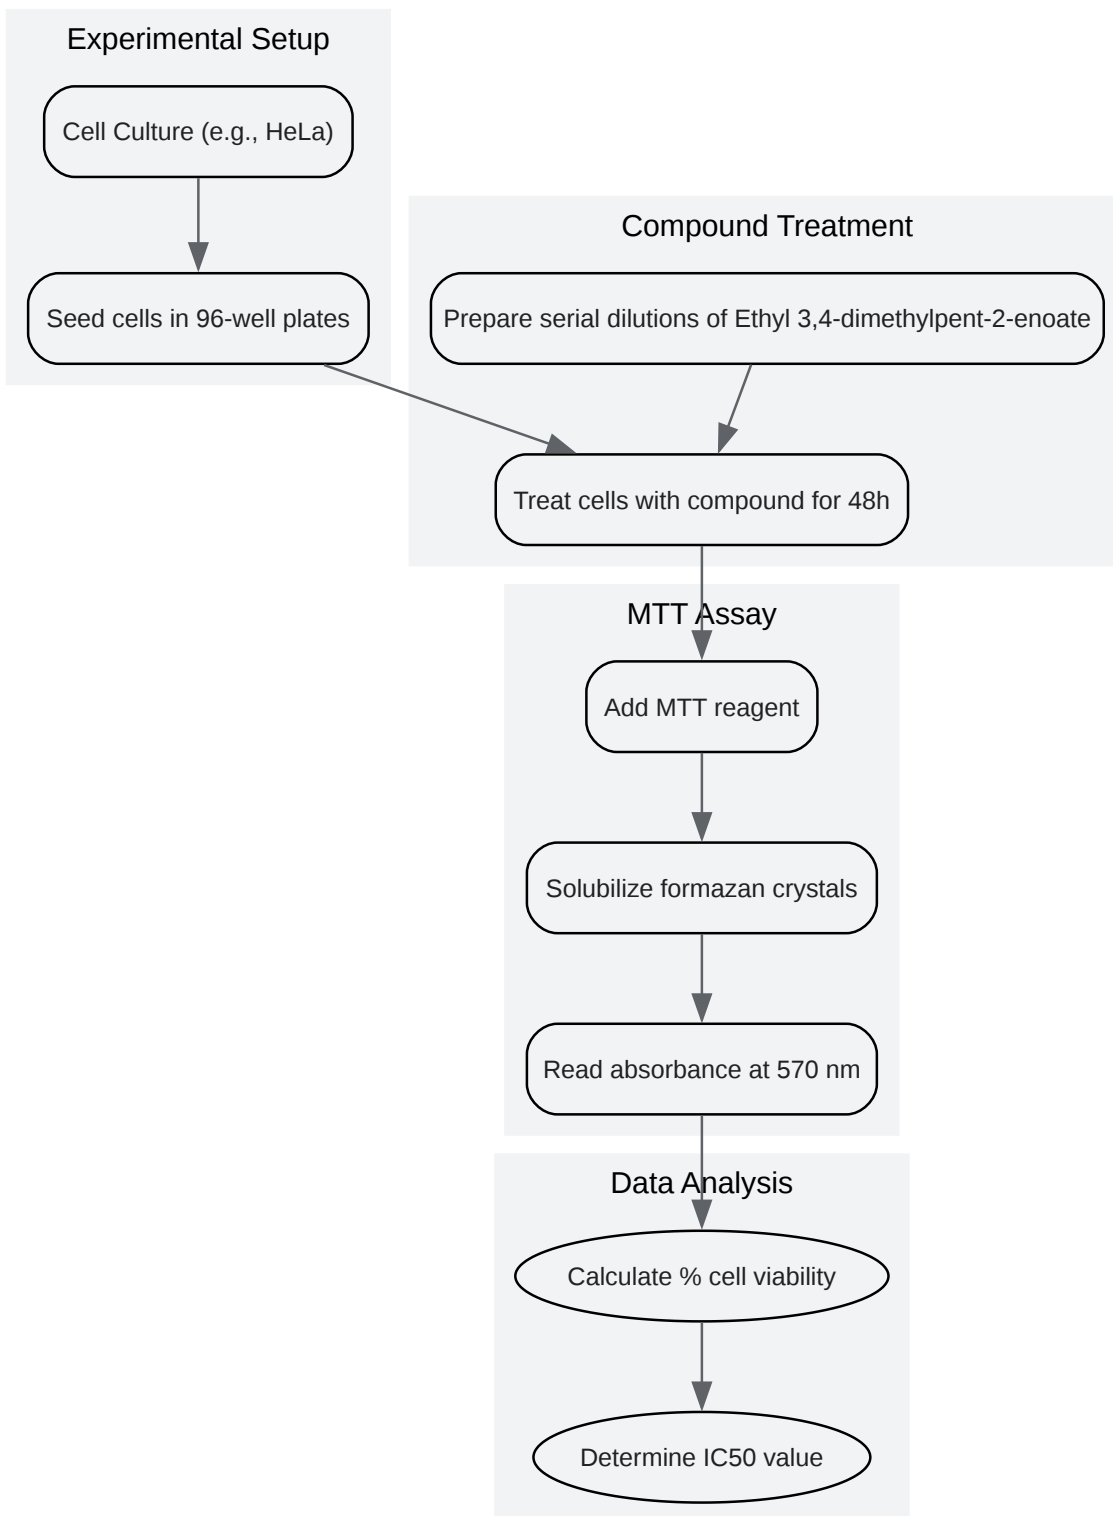 Experimental Setup
Cell Culture (e.g., HeLa)
Seed cells in 96-well plates
Compound Treatment
Prepare serial dilutions of Ethyl 3,4-dimethylpent-2-enoate
Treat cells with compound for 48h
MTT Assay
Add MTT reagent
Solubilize formazan crystals
Read absorbance at 570 nm
Data Analysis
Calculate % cell viability
Determine IC50 value